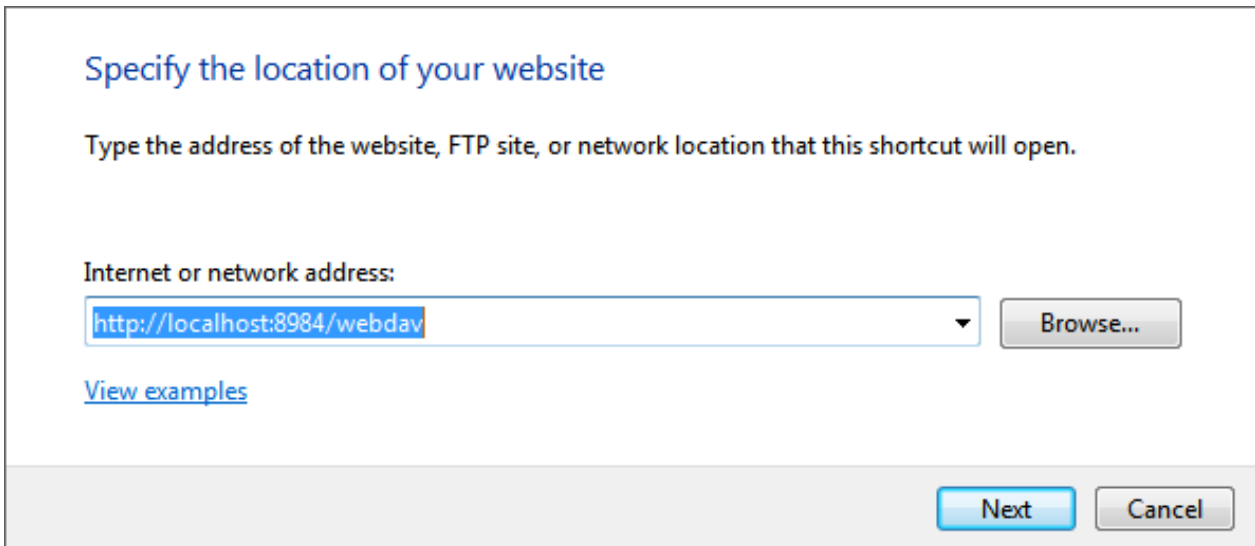 Specify the location of your website
Type the address of the website, FTP site, or network location that this shortcut will open.
Internet or network address:
http://localhost:8984/webdav
Browse...
View examples
Next
Cancel